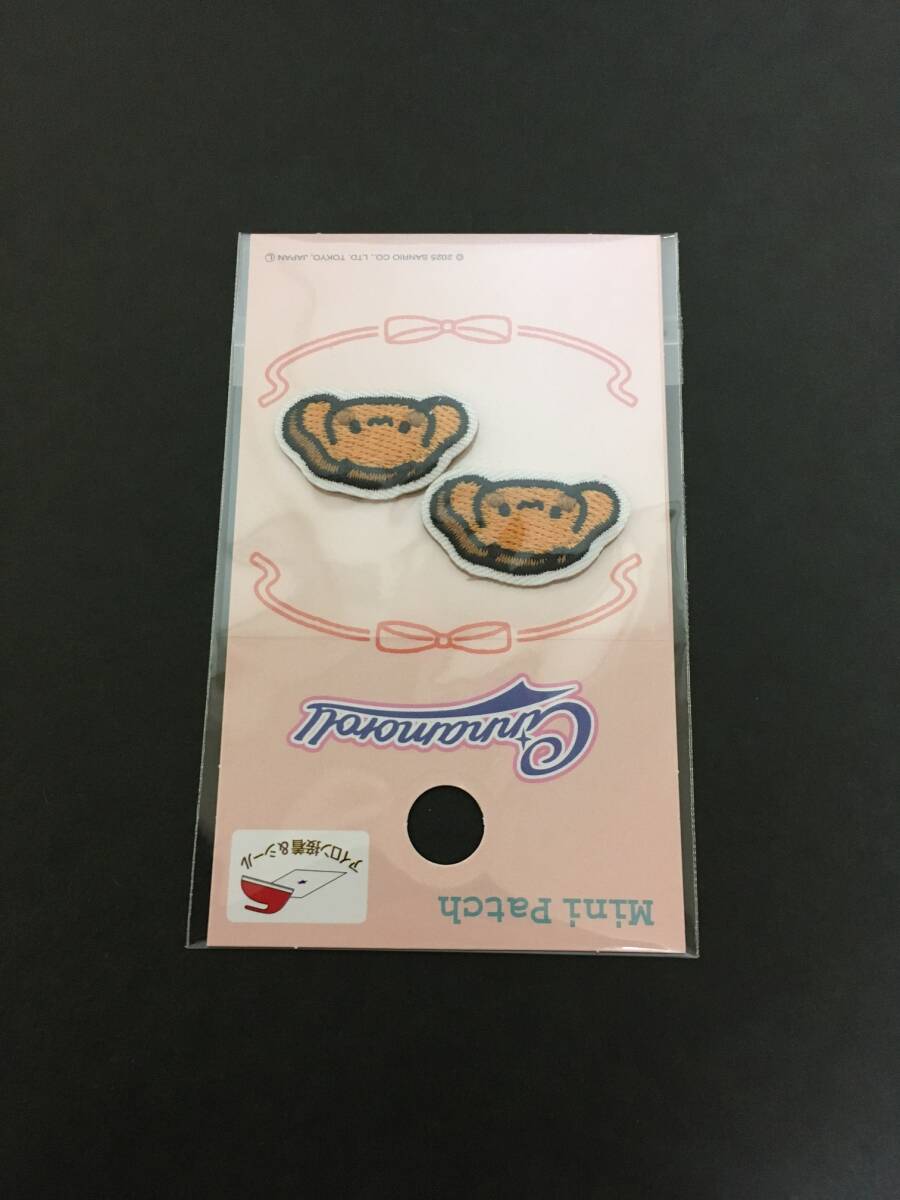 Mini Patch
アイロン接着&シール
Cinnamoroll
© 2025 SANRIO CO., LTD. TOKYO, JAPAN Ⓛ